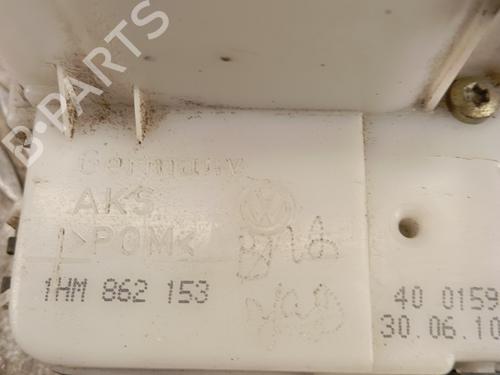 B-PARTS
Germany
AKS
>POM<
1HM 862 153
40 0159
30.06.10